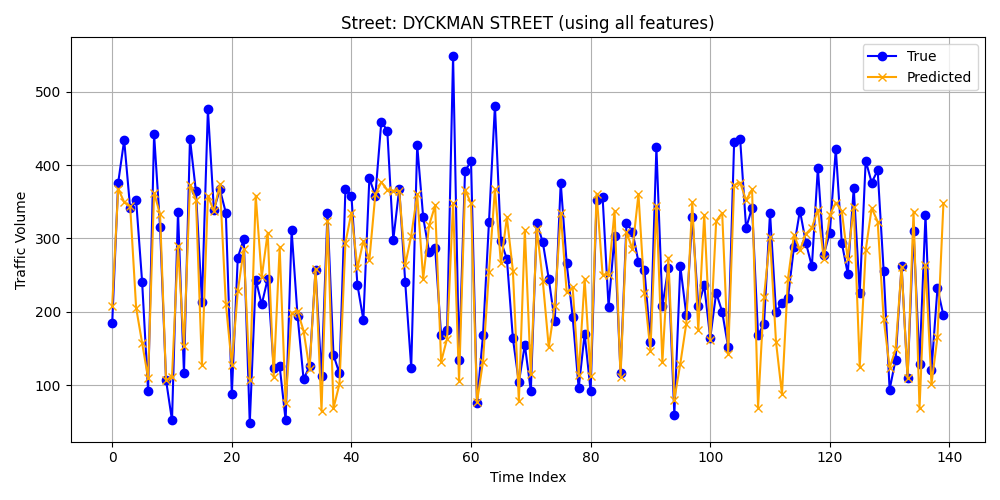 Street: DYCKMAN STREET (using all features)
True
Predicted
Traffic Volume
500
400
300
200
100
0 20 40 60 80 100 120 140
Time Index